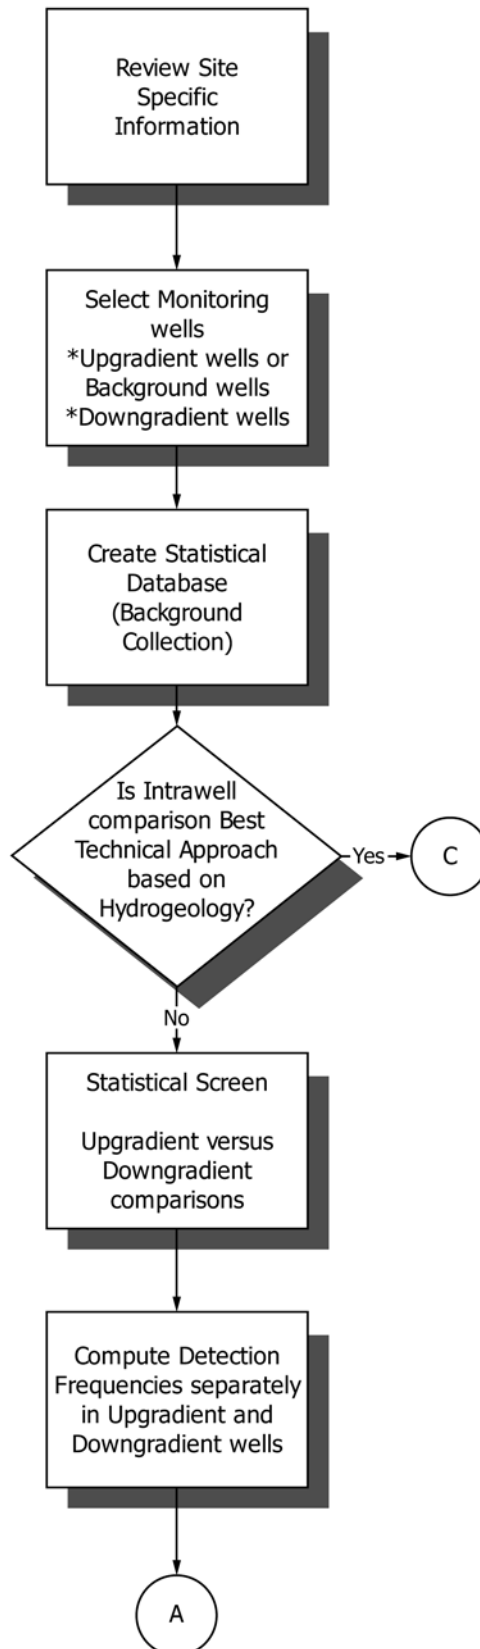 Review Site
Specific
Information
Select Monitoring
wells
*Upgradient wells or
Background wells
*Downgradient wells
Create Statistical
Database
(Background
Collection)
Is Intrawell
comparison Best
Technical Approach
based on
Hydrogeology?
Yes
C
No
Statistical Screen
Upgradient versus
Downgradient
comparisons
Compute Detection
Frequencies separately
in Upgradient and
Downgradient wells
A